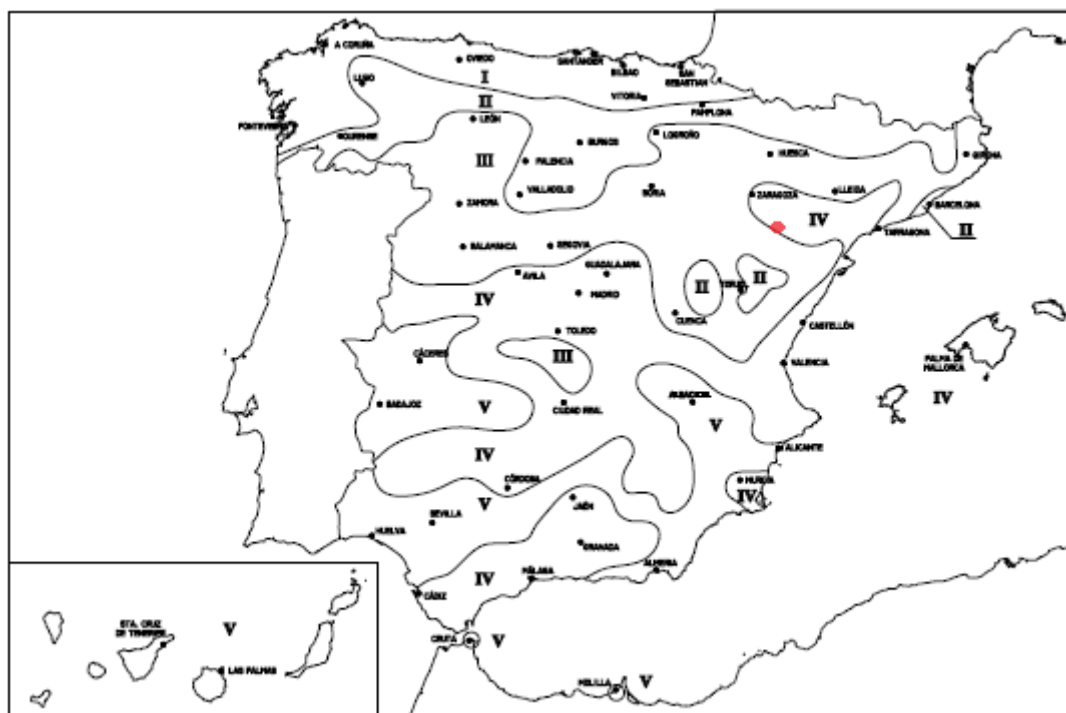 A CORUÑA
OVIEDO
SANTANDER
BILBAO
SAN
SEBASTIAN
LUGO
I
VITORIA
II
PAMPLONA
PONTEVEDRA
LEÓN
OURENSE
LOGROÑO
BURGOS
HUESCA
GIRONA
III
PALENCIA
VALLADOLID
SORIA
ZARAGOZA
LLEIDA
BARCELONA
ZAMORA
IV
TARRAGONA
II
SALAMANCA
SEGOVIA
GUADALAJARA
AVILA
II
II
TERUEL
IV
MADRID
CUENCA
CASTELLÓN
TOLEDO
CÁCERES
III
VALENCIA
PALMA DE
MALLORCA
IV
BADAJOZ
V
CIUDAD REAL
ALBACETE
V
ALICANTE
IV
CÓRDOBA
MURCIA
IV
V
JAÉN
SEVILLA
HUELVA
GRANADA
ALMERIA
IV
MÁLAGA
CÁDIZ
STA. CRUZ
DE TENERIFE
V
LAS PALMAS
CEUTA
V
MELILLA
V